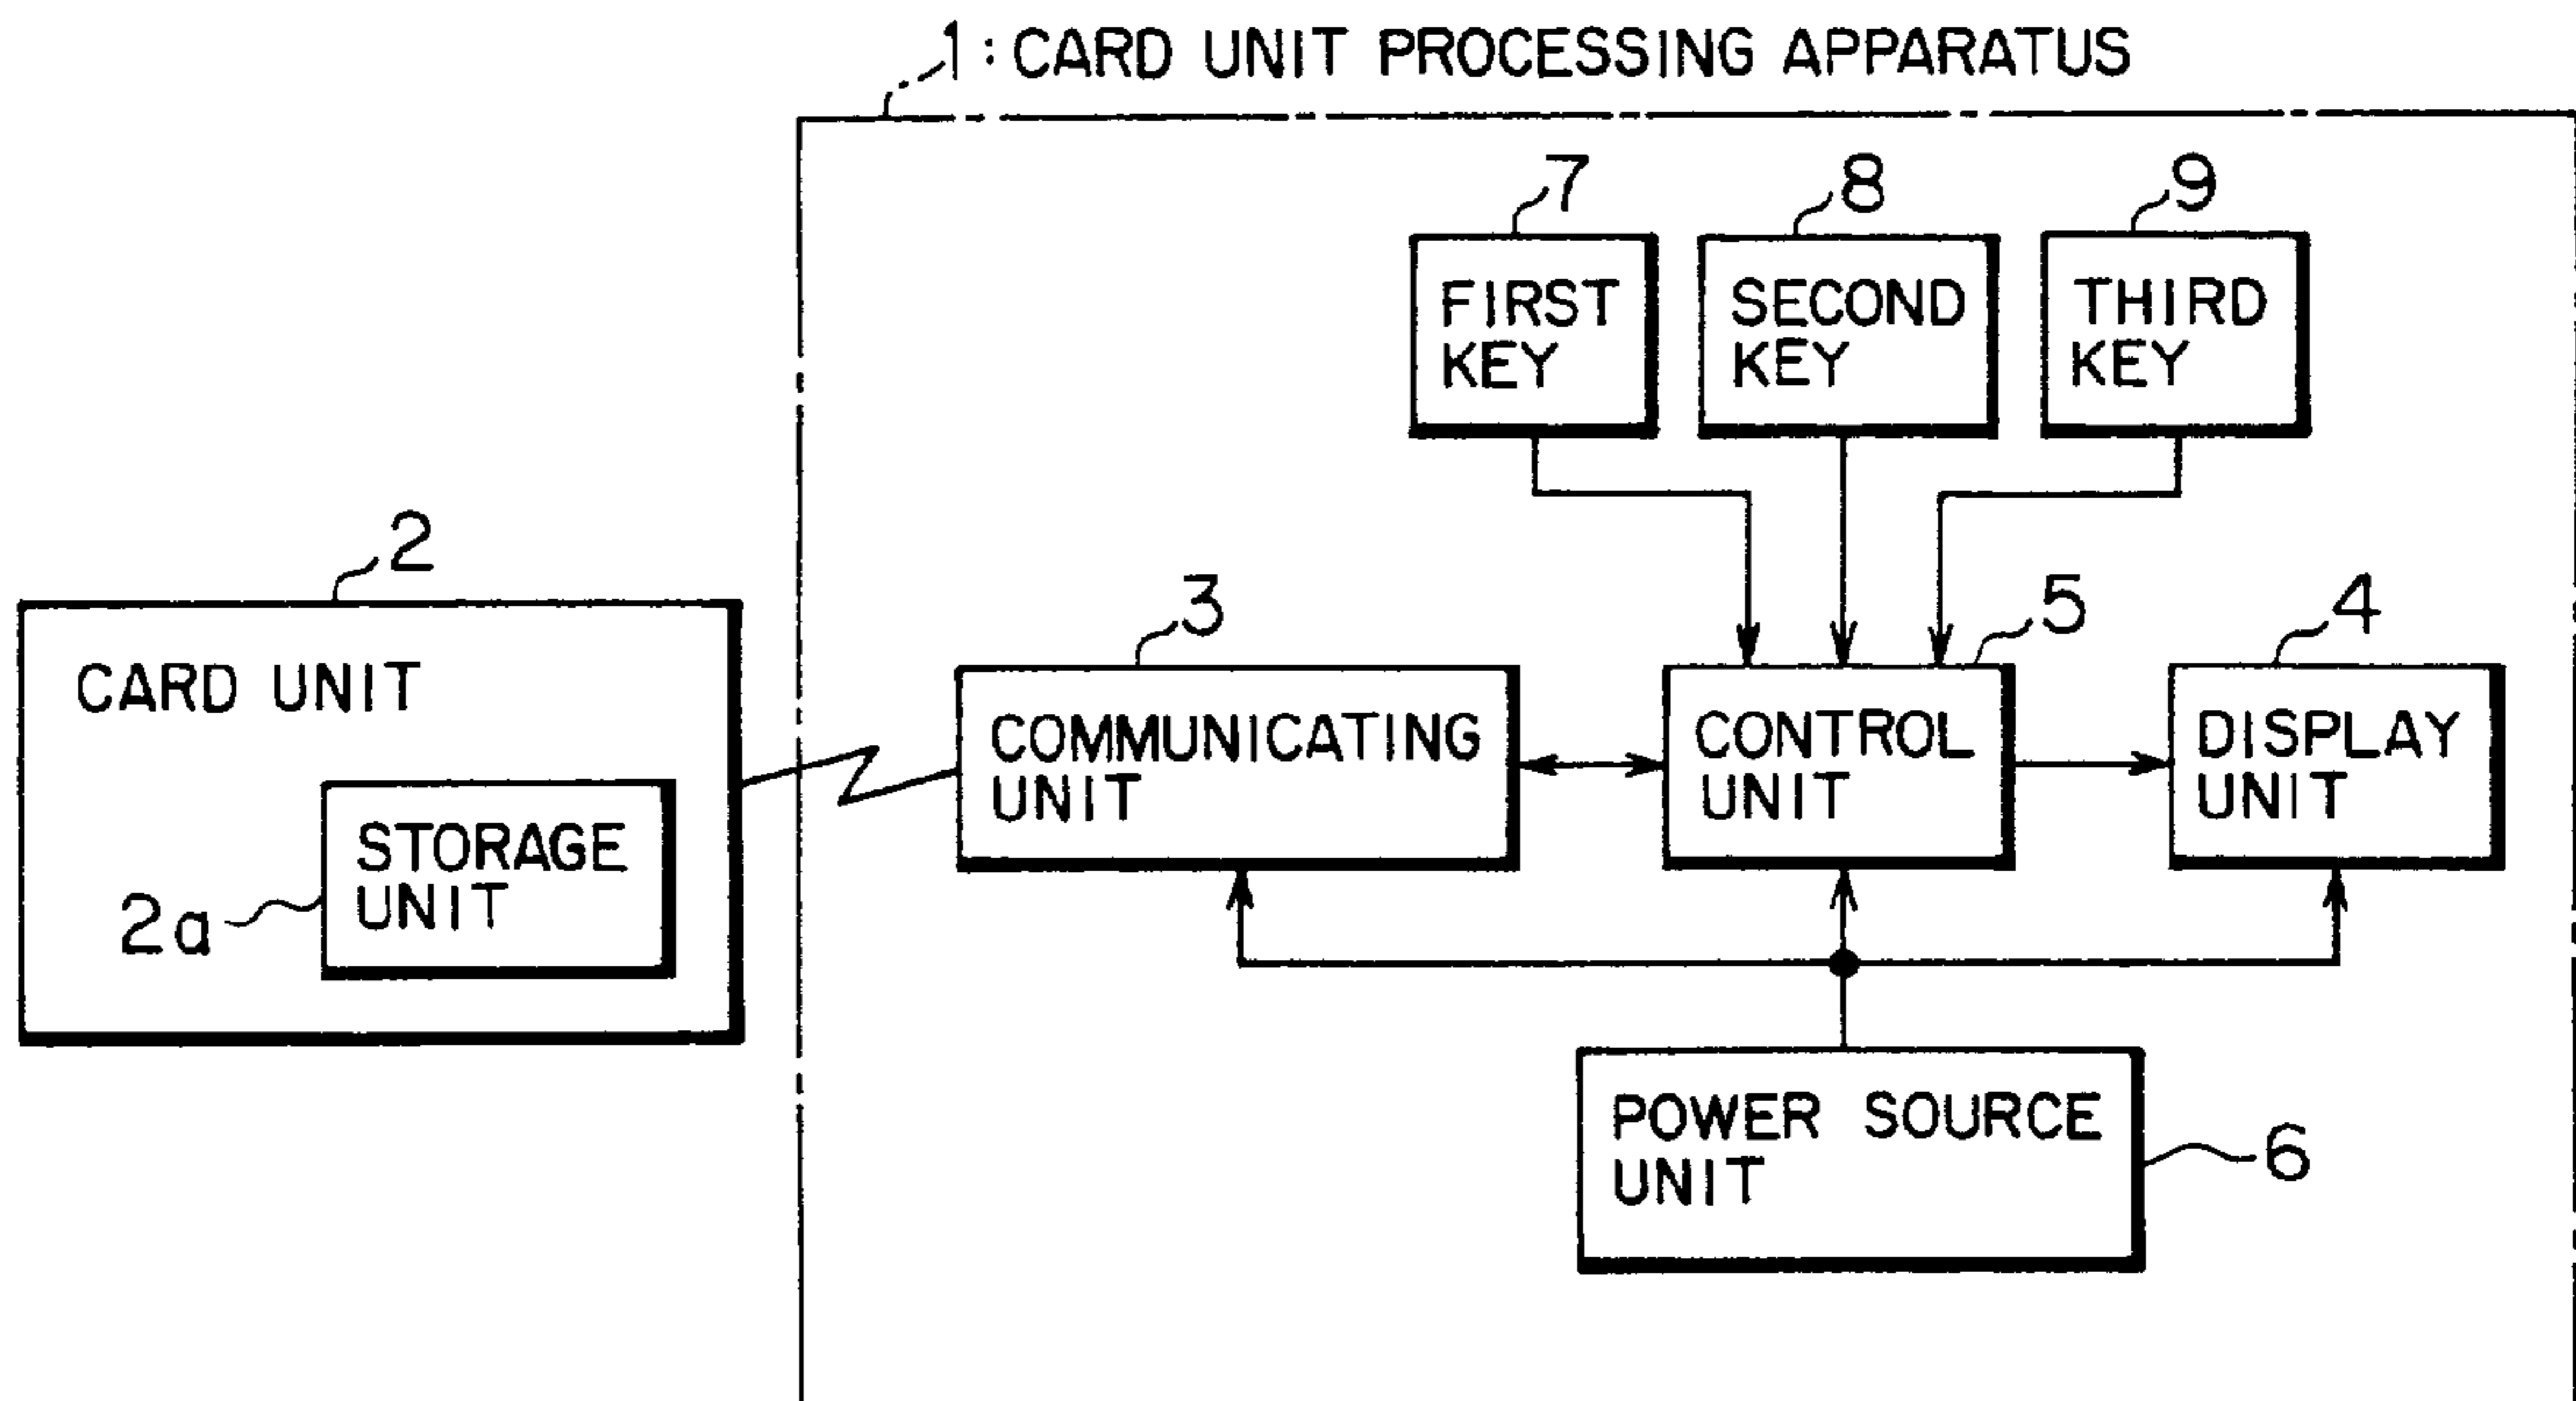 1: CARD UNIT PROCESSING APPARATUS
7
8
9
FIRST
KEY
SECOND
KEY
THIRD
KEY
2
CARD UNIT
STORAGE
UNIT
2a
3
COMMUNICATING
UNIT
5
CONTROL
UNIT
4
DISPLAY
UNIT
POWER SOURCE
UNIT
6